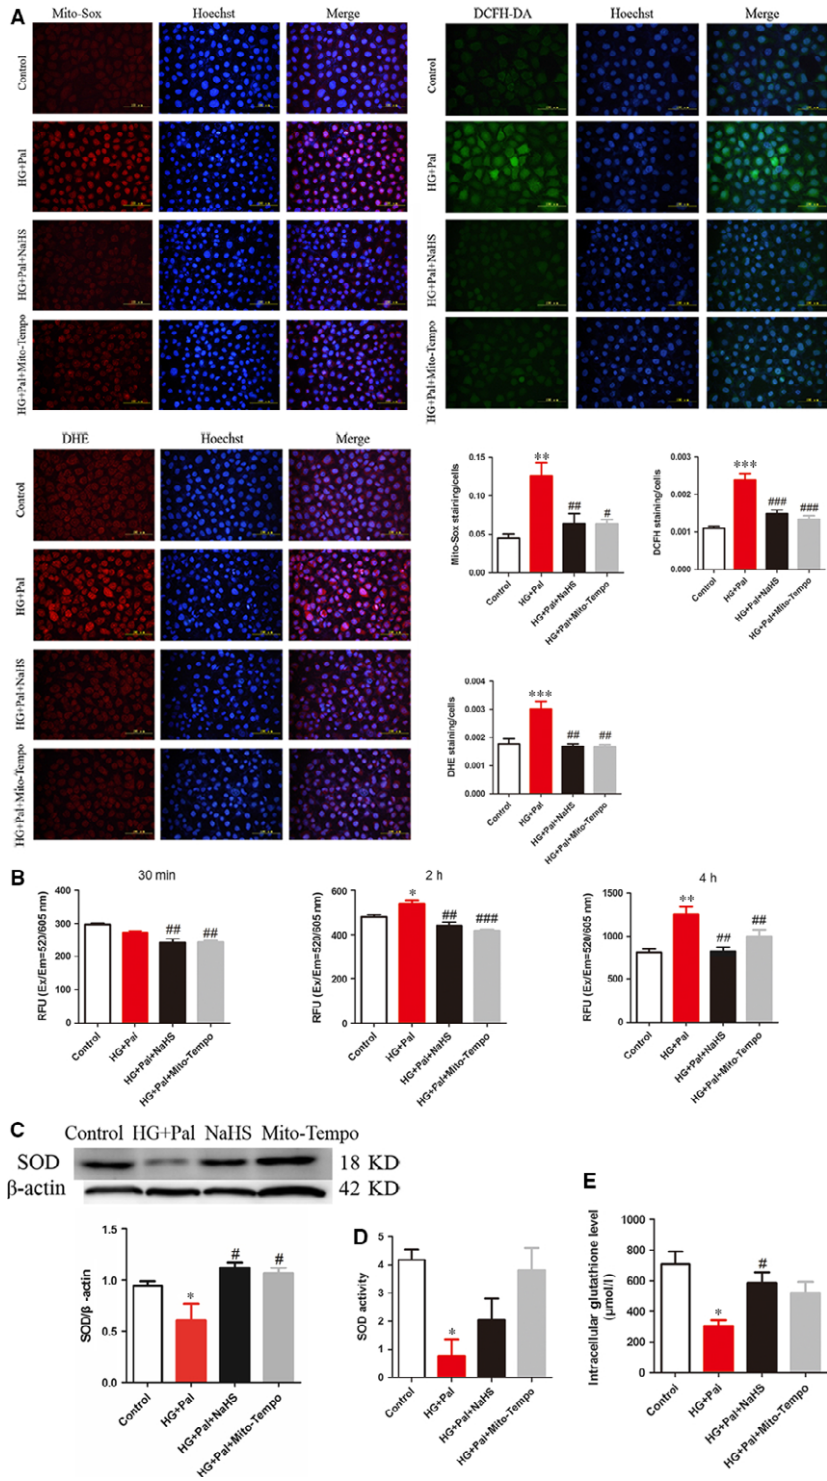 A
Mito-Sox Hoechst Merge
Control
HG+Pal
HG+Pal+NaHS
HG+Pal+Mito-Tempo
DCFH-DA Hoechst Merge
Control
HG+Pal
HG+Pal+NaHS
HG+Pal+Mito-Tempo
DHE Hoechst Merge
Control
HG+Pal
HG+Pal+NaHS
HG+Pal+Mito-Tempo
Mito-Sox stairing/cells
0.15
0.10
0.05
0.00
**
##
#
Control
HG+Pal
HG+Pal+NaHS
HG+Pal+Mito-Tempo
DCFH staining/cells
0.003
0.002
0.001
0.000
***
###
###
Control
HG+Pal
HG+Pal+NaHS
HG+Pal+Mito-Tempo
DHE staining/cells
0.004
0.003
0.002
0.001
0.000
***
##
##
Control
HG+Pal
HG+Pal+NaHS
HG+Pal+Mito-Tempo
B
30 min
RFU (Ex/Em=520/605 nm)
400
300
200
100
0
##
##
Control
HG+Pal
HG+Pal+NaHS
HG+Pal+Mito-Tempo
2 h
RFU (Ex/Em=520/605 nm)
600
400
200
0
*
##
###
Control
HG+Pal
HG+Pal+NaHS
HG+Pal+Mito-Tempo
4 h
RFU (Ex/Em=520/605 nm)
1500
1000
500
0
**
##
##
Control
HG+Pal
HG+Pal+NaHS
HG+Pal+Mito-Tempo
C
Control HG+Pal NaHS Mito-Tempo
SOD 18 KD
β-actin 42 KD
SOD/β -actin
1.5
1.0
0.5
0.0
*
#
#
Control
HG+Pal
HG+Pal+NaHS
HG+Pal+Mito-Tempo
D
SOD activity
5
4
3
2
1
0
*
Control
HG+Pal
HG+Pal+NaHS
HG+Pal+Mito-Tempo
E
Intracellular glutathione level
(μmol/l)
1000
800
600
400
200
0
*
#
Control
HG+Pal
HG+Pal+NaHS
HG+Pal+Mito-Tempo